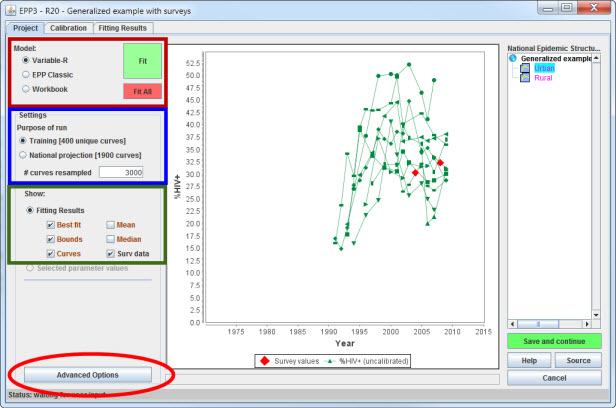 EPP3 - R20 - Generalized example with surveys
Project
Calibration
Fitting Results
Model:
Variable-R
EPP Classic
Workbook
Fit
Fit All
Settings
Purpose of run
Training [400 unique curves]
National projection [1900 curves]
# curves resampled
3000
Show:
Fitting Results
Best fit
Mean
Bounds
Median
Curves
Surv data
Selected parameter values
Advanced Options
Status:
%HIV+
52.5
50.0
47.5
45.0
42.5
40.0
37.5
35.0
32.5
30.0
27.5
25.0
22.5
20.0
17.5
15.0
12.5
10.0
7.5
5.0
2.5
0.0
1975 1980 1985 1990 1995 2000 2005 2010 2015
Year
Survey values
%HIV+ (uncalibrated)
National Epidemic Structu...
Generalized example
Urban
Rural
Save and continue
Help
Source
Cancel